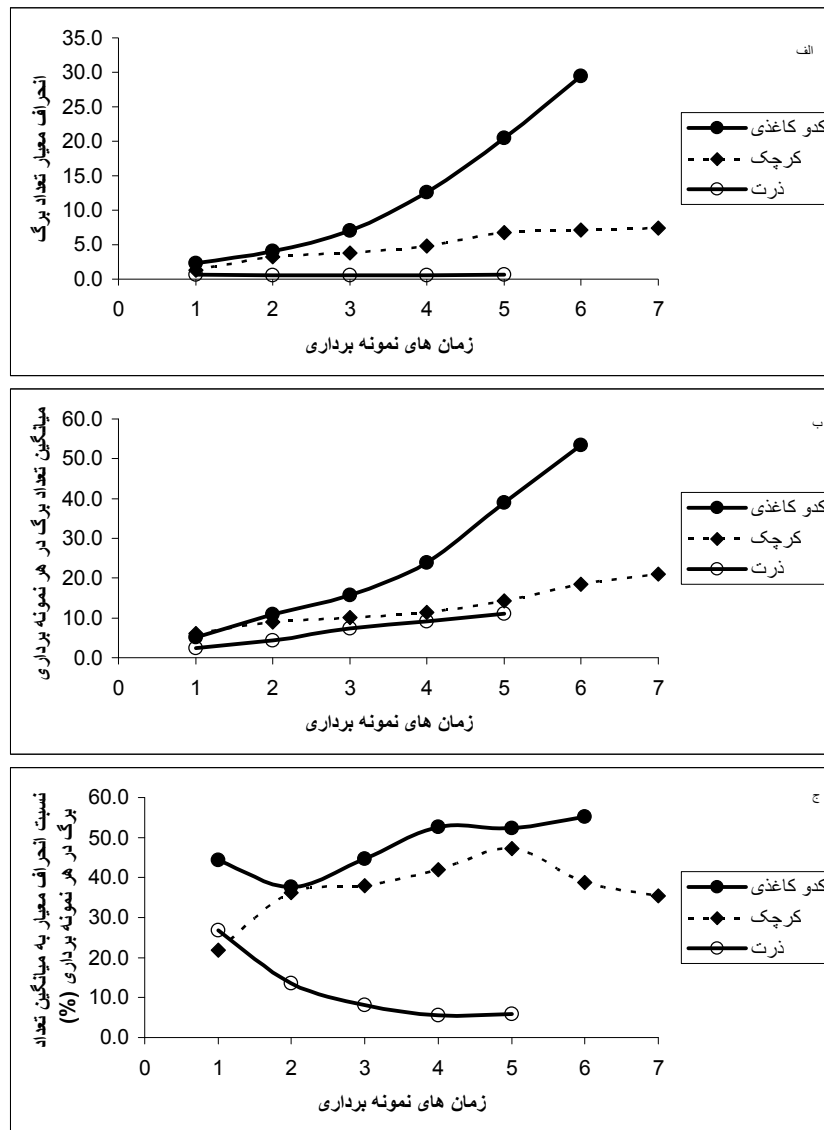 الف
35.0
30.0
25.0
20.0
15.0
10.0
5.0
0.0
0 1 2 3 4 5 6 7
انحراف معیار تعداد برگ
زمان های نمونه برداری
کدو کاغذی
کرچک
ذرت
ب
60.0
50.0
40.0
30.0
20.0
10.0
0.0
0 1 2 3 4 5 6 7
میانگین تعداد برگ در هر نمونه برداری
زمان های نمونه برداری
کدو کاغذی
کرچک
ذرت
ج
60.0
50.0
40.0
30.0
20.0
10.0
0.0
0 1 2 3 4 5 6 7
نسبت انحراف معیار به میانگین تعداد
برگ در هر نمونه برداری (%)
زمان های نمونه برداری
کدو کاغذی
کرچک
ذرت